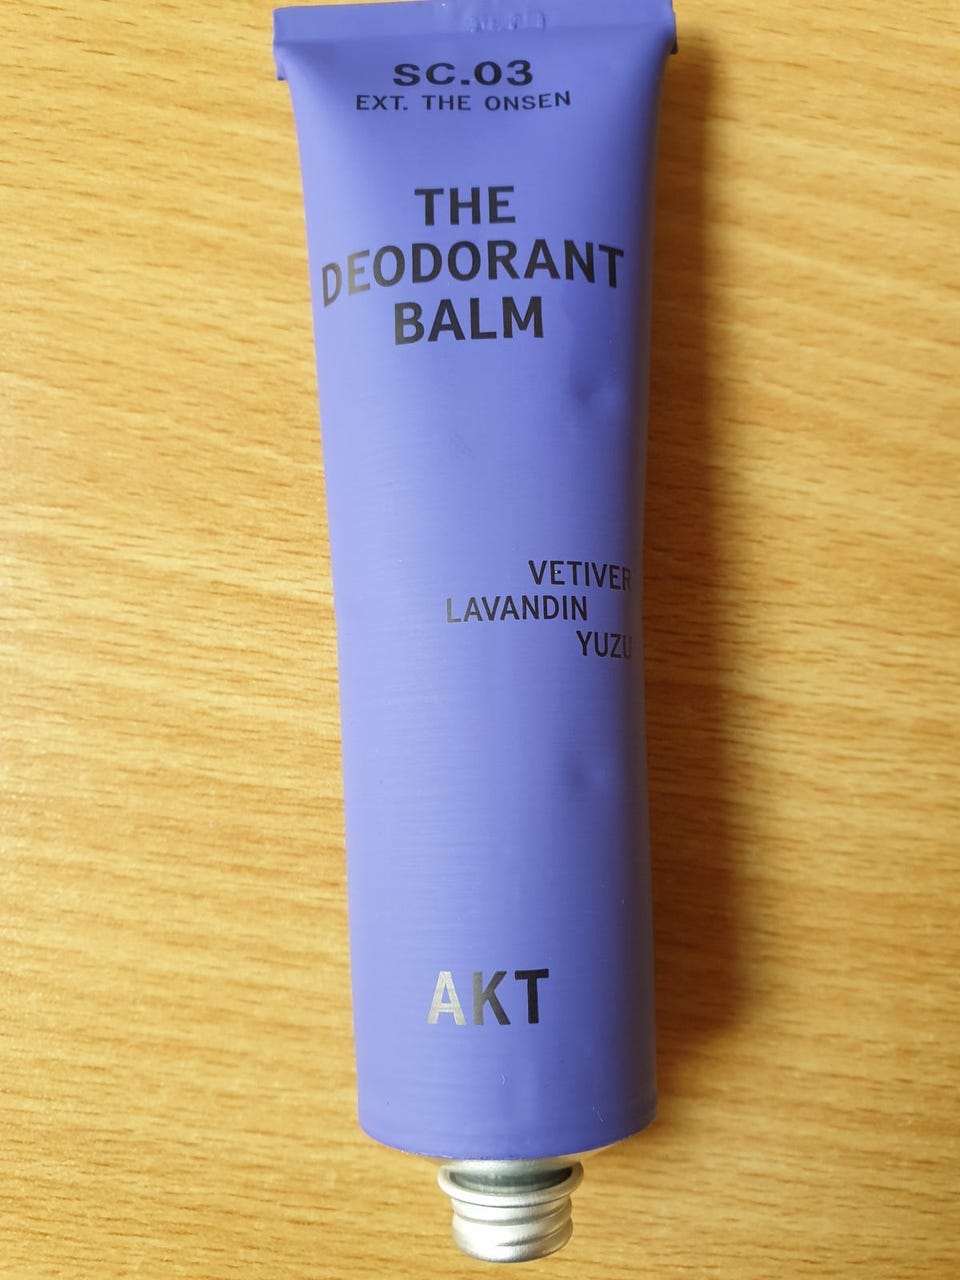 SC.03
EXT. THE ONSEN
THE
DEODORANT
BALM
VETIVER
LAVANDIN
YUZU
AKT